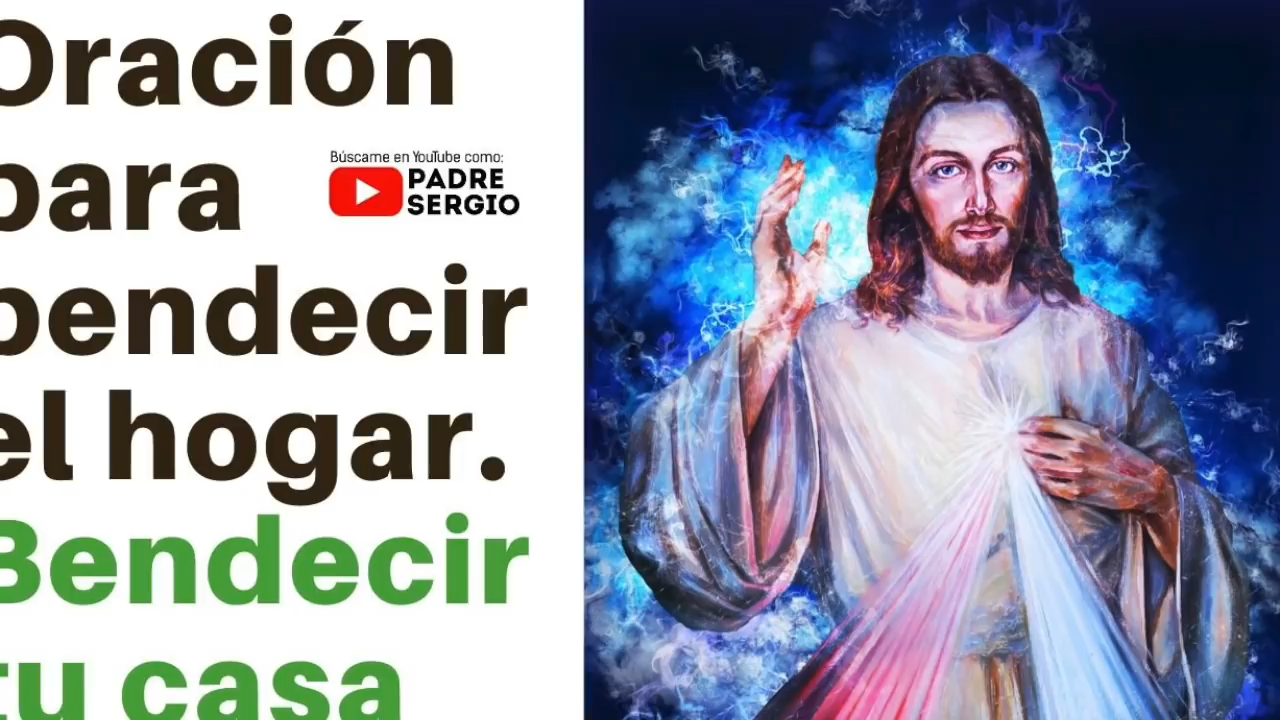 Oración
para
bendecir
el hogar.
Bendecir
tu casa
Búscame en YouTube como:
PADRE
SERGIO